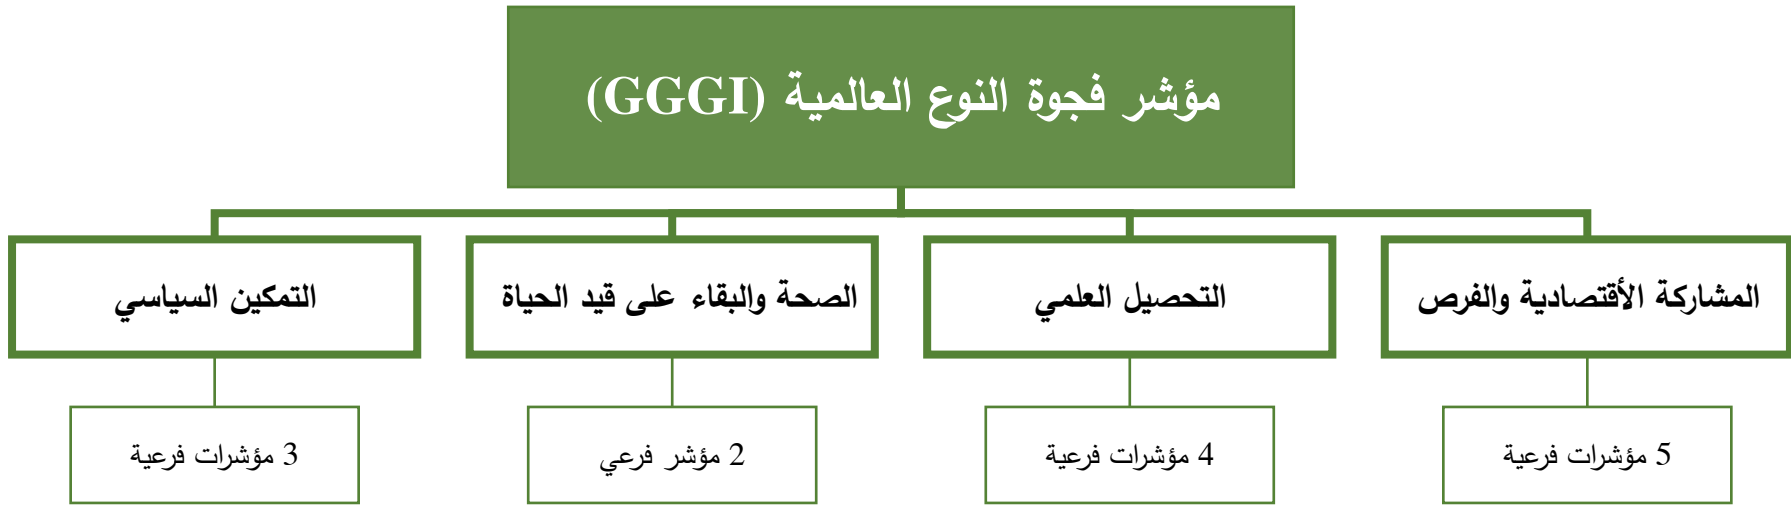 مؤشر فجوة النوع العالمية (GGGI)
المشاركة الأقتصادية والفرص
التحصيل العلمي
الصحة والبقاء على قيد الحياة
التمكين السياسي
5 مؤشرات فرعية
4 مؤشرات فرعية
2 مؤشر فرعي
3 مؤشرات فرعية